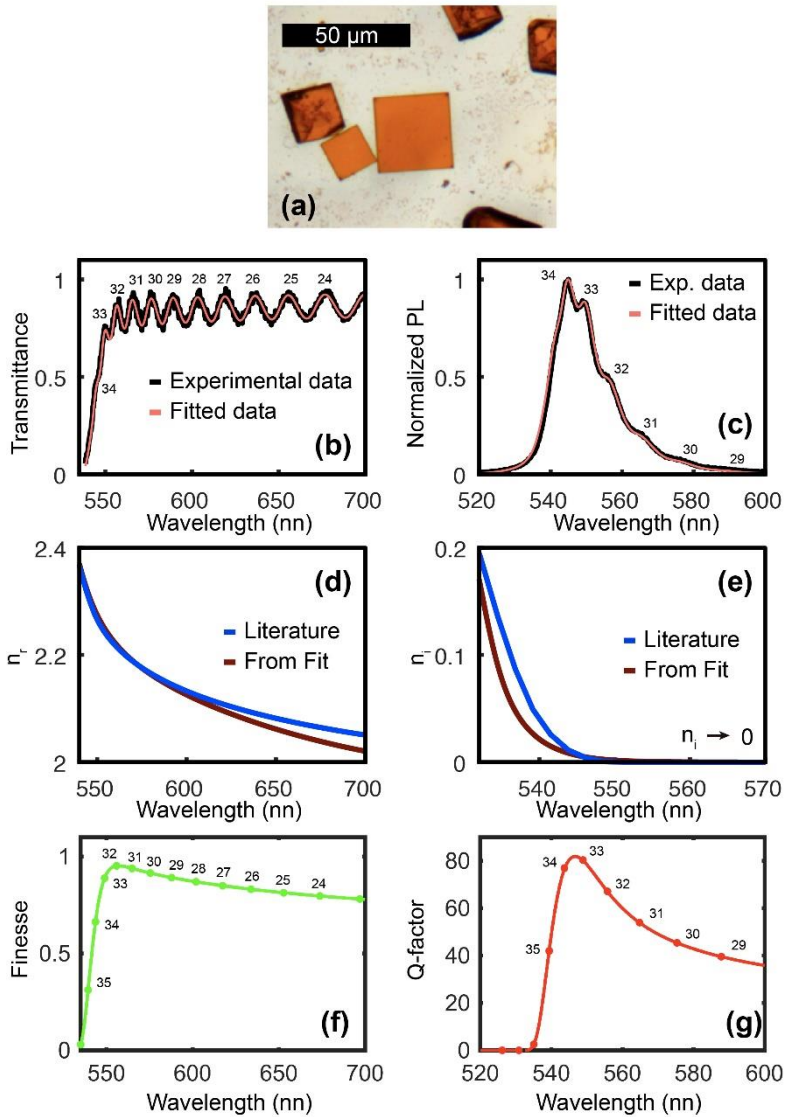 50 µm
(a)
1
0.5
0
Transmittance
34
33
32
31
30
29
28
27
26
25
24
Experimental data
Fitted data
(b)
550
600
650
700
Wavelength (nn)
1
0.5
0
Normalized PL
34
33
32
31
30
29
Exp. data
Fitted data
(c)
520
540
560
580
600
Wavelength (nn)
2.4
2.2
2
n_r
(d)
Literature
From Fit
550
600
650
700
Wavelength (nn)
0.2
0.1
0
n_i
(e)
Literature
From Fit
n_i → 0
540
550
560
570
Wavelength (nn)
1
0.5
0
Finesse
35
34
33
32
31
30
29
28
27
26
25
24
(f)
550
600
650
700
Wavelength (nn)
80
60
40
20
0
Q-factor
35
34
33
32
31
30
29
(g)
520
540
560
580
600
Wavelength (nn)